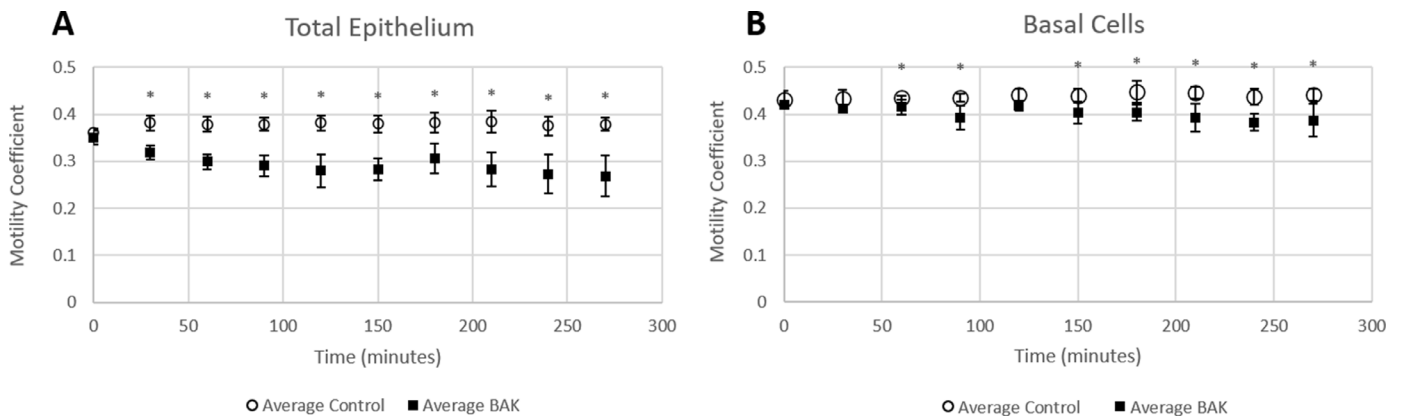 A
Total Epithelium
Motility Coefficient
0.5
0.4
0.3
0.2
0.1
0
* * * * * * * * *
0 50 100 150 200 250 300
Time (minutes)
Average Control Average BAK
B
Basal Cells
Motility Coefficient
0.5
0.4
0.3
0.2
0.1
0
* * * * * * *
0 50 100 150 200 250 300
Time (minutes)
Average Control Average BAK